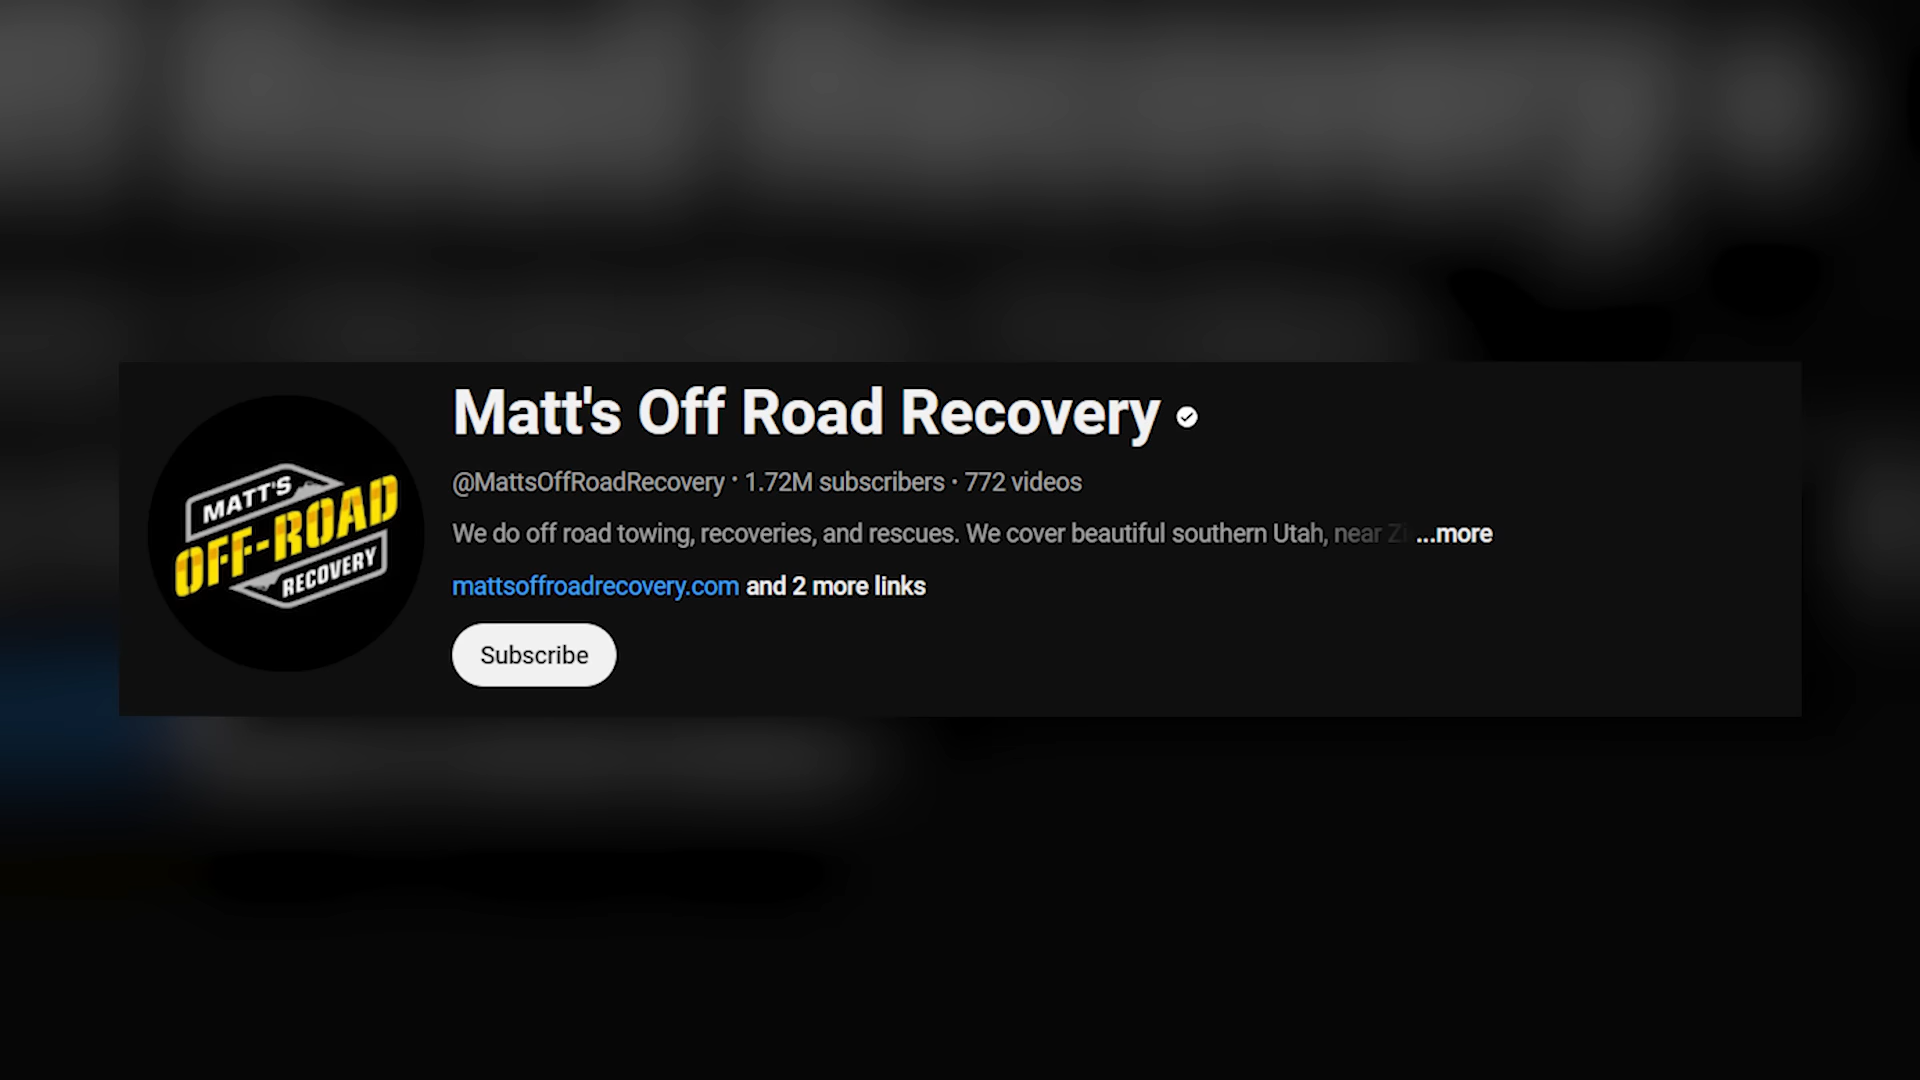 Matt's Off Road Recovery
@MattsOffRoadRecovery · 1.72M subscribers · 772 videos
We do off road towing, recoveries, and rescues. We cover beautiful southern Utah, near ...more
mattsoffroadrecovery.com and 2 more links
Subscribe
MATT'S
OFF-ROAD
RECOVERY